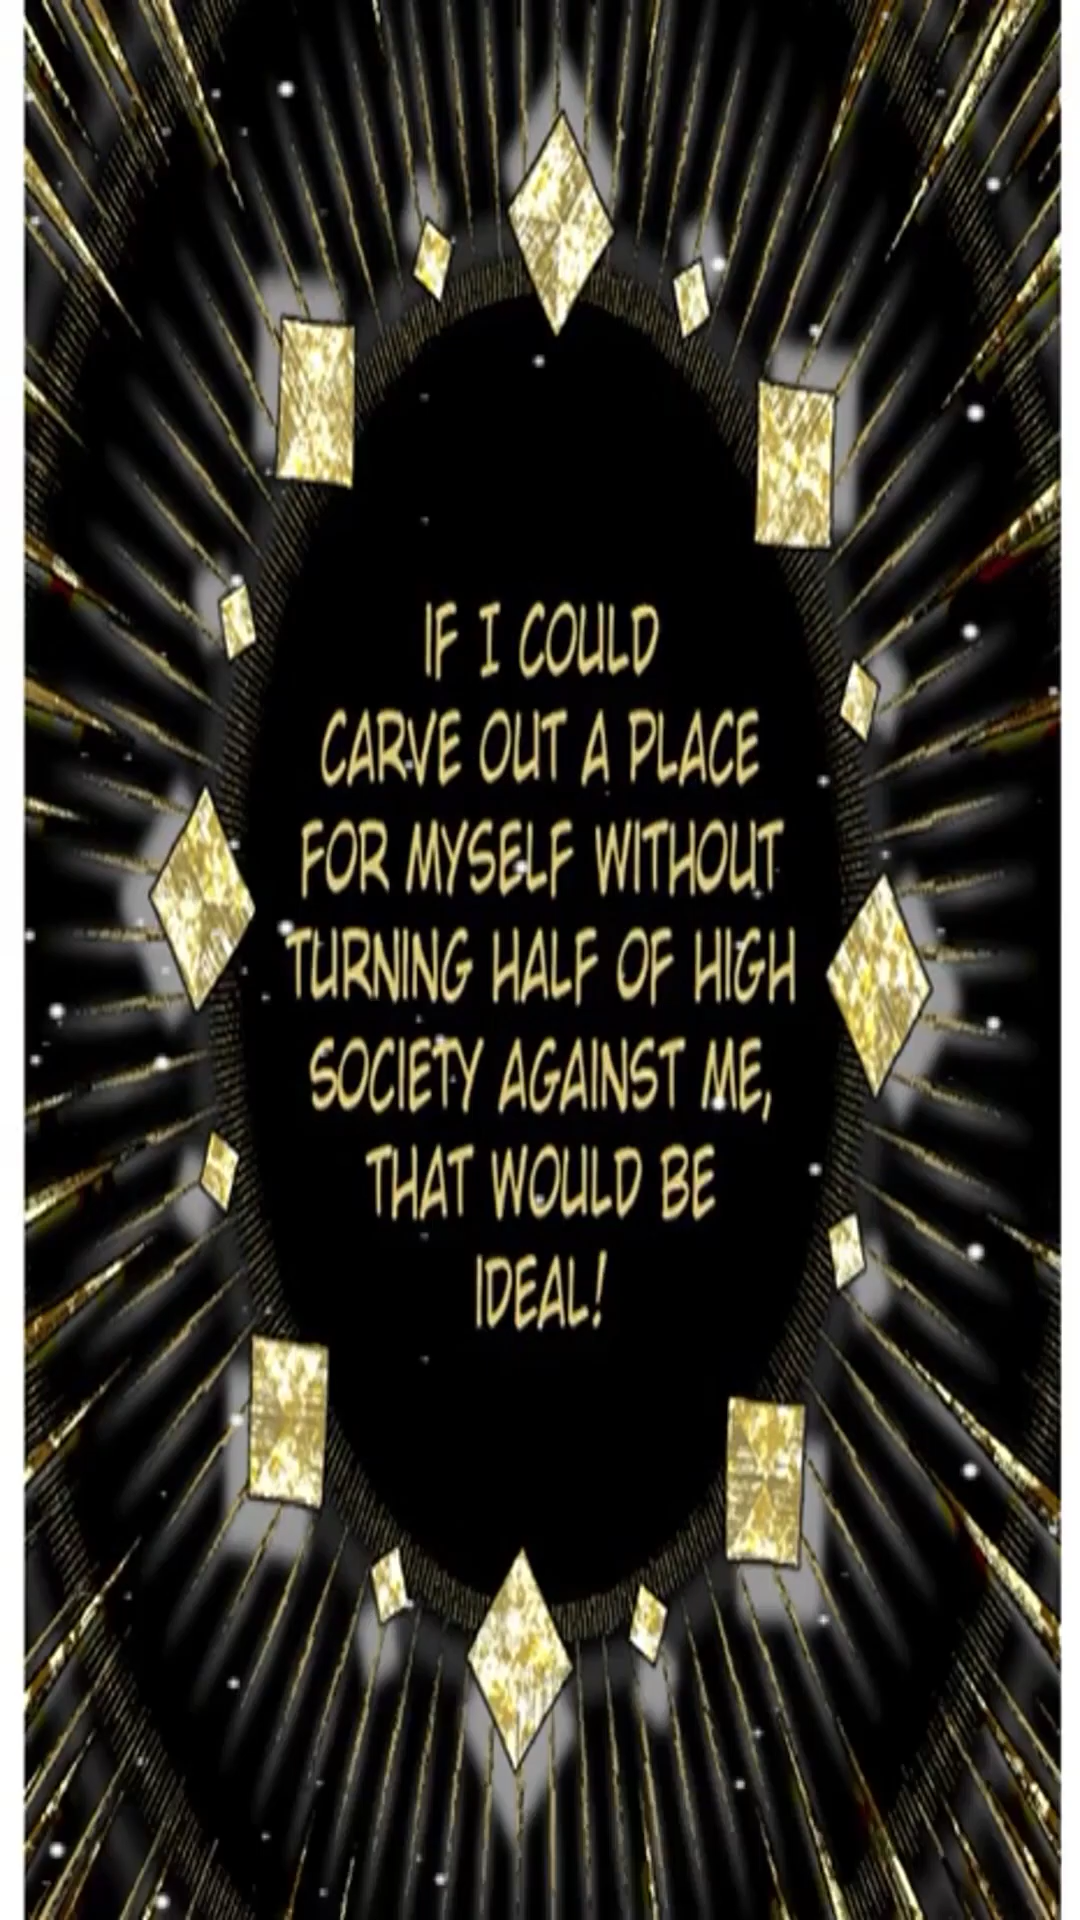 IF I COULD
CARVE OUT A PLACE
FOR MYSELF WITHOUT
TURNING HALF OF HIGH
SOCIETY AGAINST ME,
THAT WOULD BE
IDEAL!